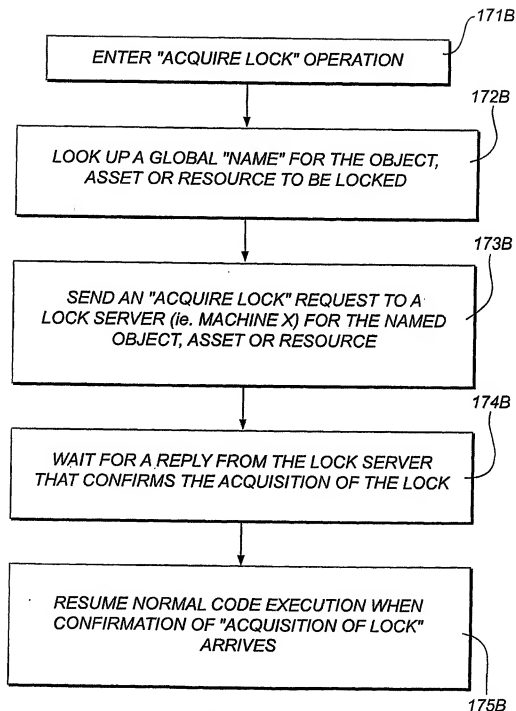 171B
ENTER "ACQUIRE LOCK" OPERATION
172B
LOOK UP A GLOBAL "NAME" FOR THE OBJECT,
ASSET OR RESOURCE TO BE LOCKED
173B
SEND AN "ACQUIRE LOCK" REQUEST TO A
LOCK SERVER (ie. MACHINE X) FOR THE NAMED
OBJECT, ASSET OR RESOURCE
174B
WAIT FOR A REPLY FROM THE LOCK SERVER
THAT CONFIRMS THE ACQUISITION OF THE LOCK
RESUME NORMAL CODE EXECUTION WHEN
CONFIRMATION OF "ACQUISITION OF LOCK"
ARRIVES
175B